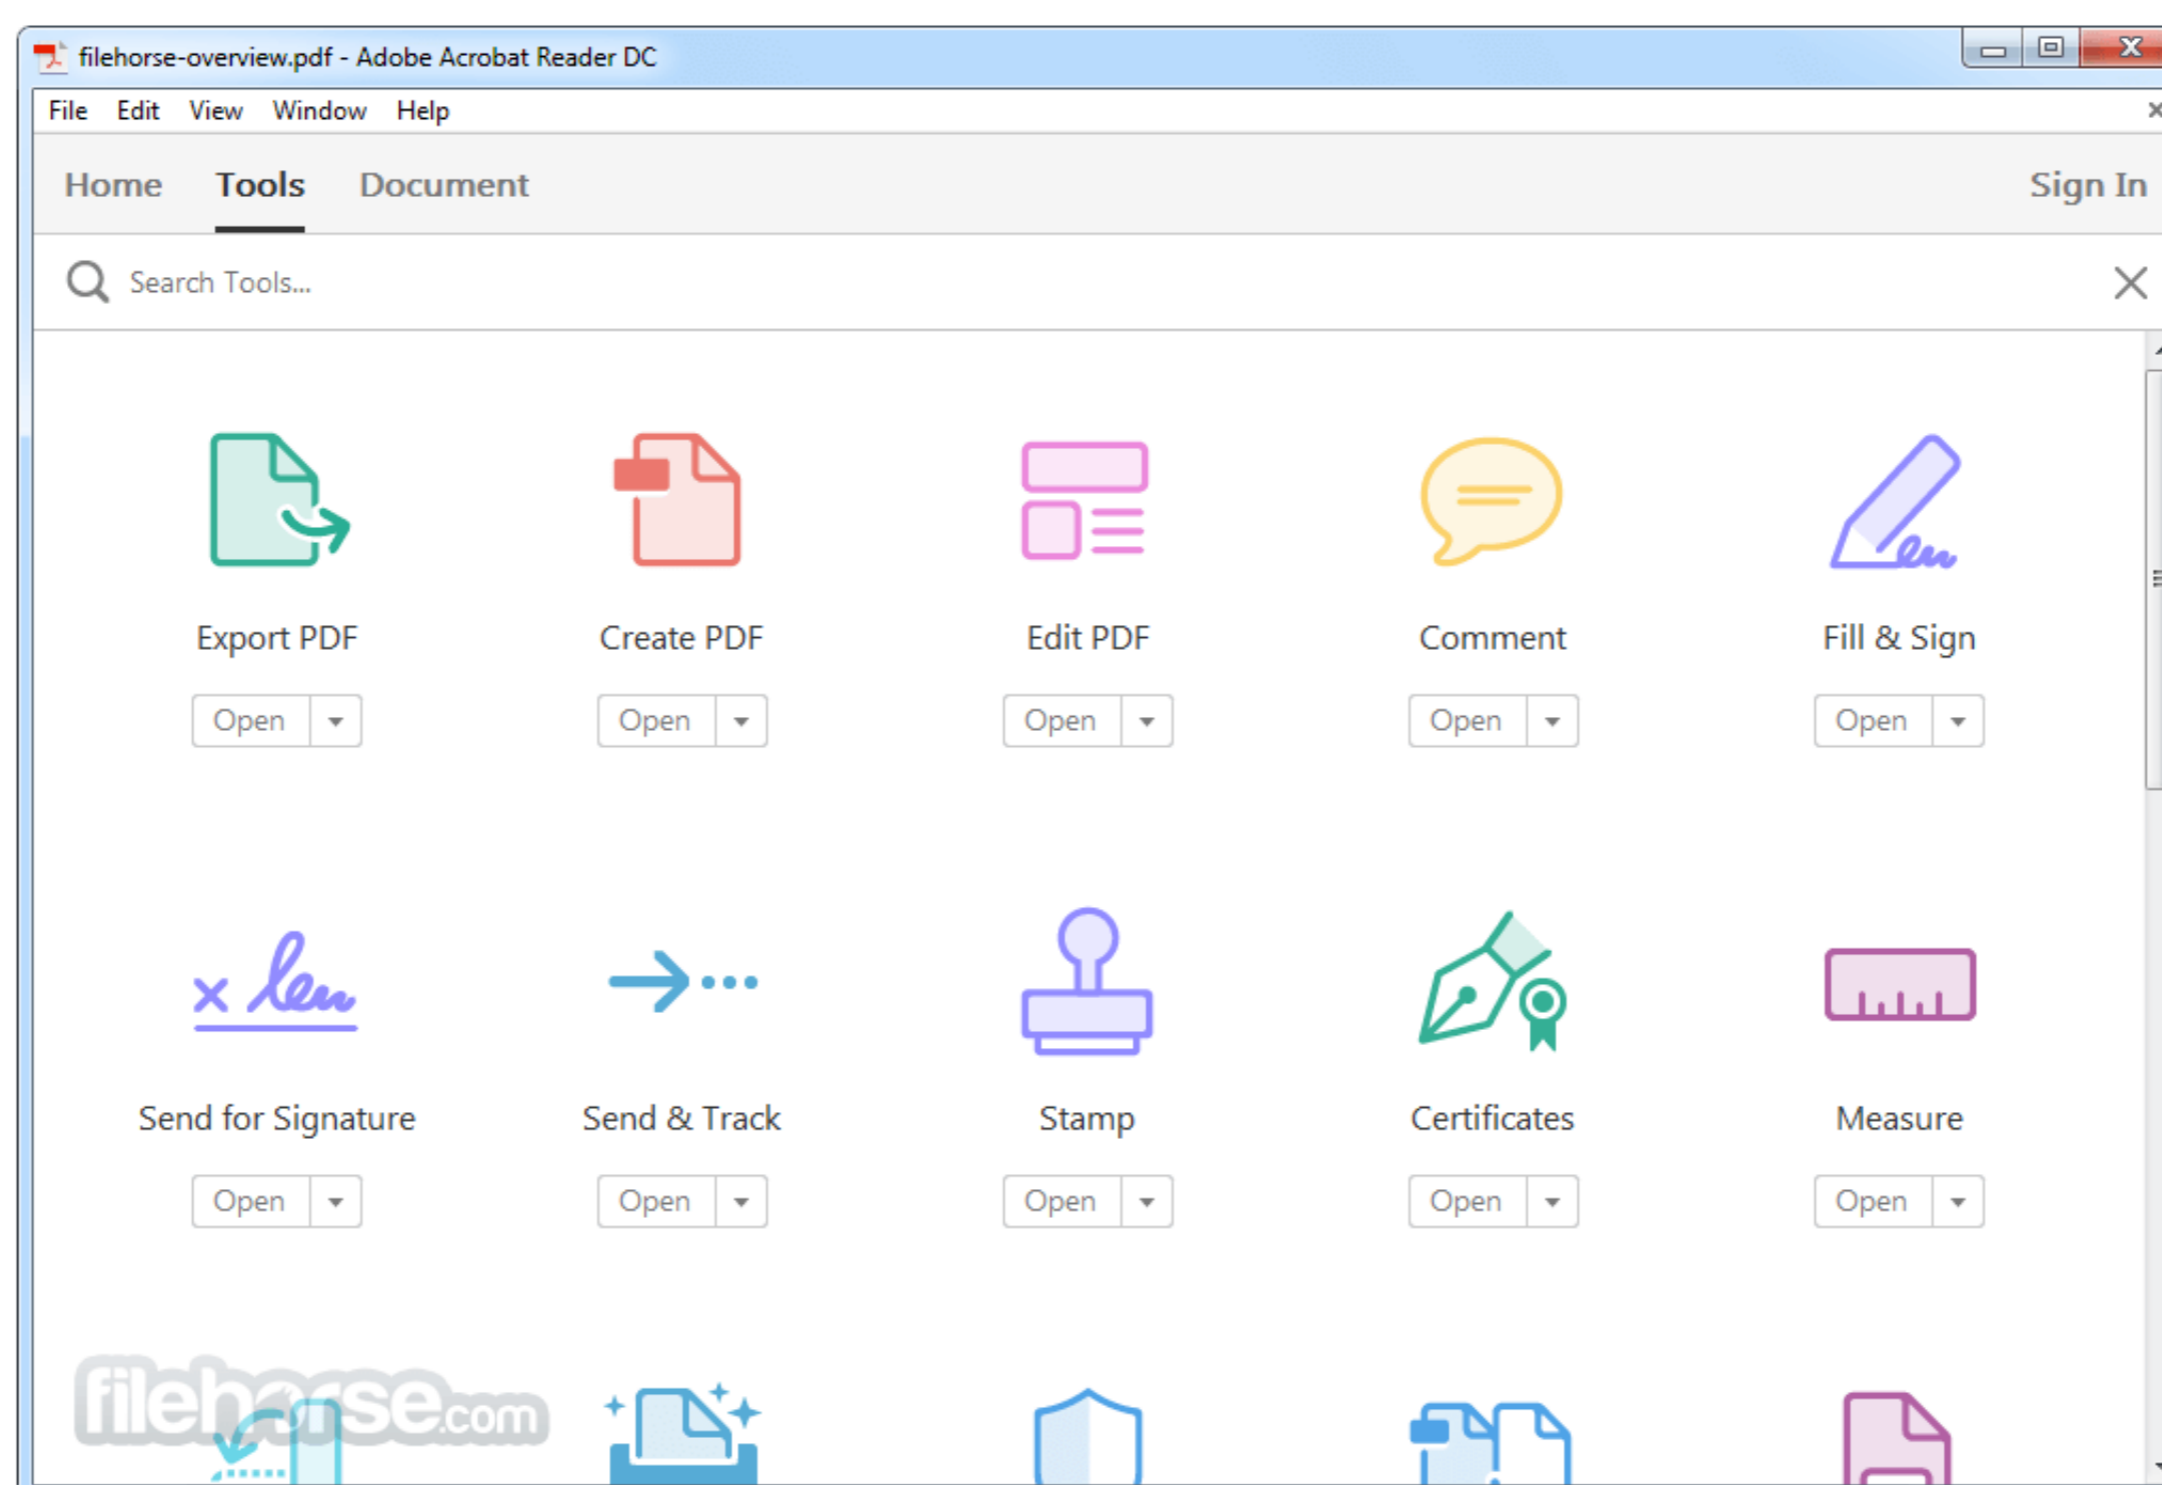 filehorse-overview.pdf - Adobe Acrobat Reader DC
File Edit View Window Help
Home Tools Document Sign In
Search Tools...
Export PDF Create PDF Edit PDF Comment Fill & Sign
Open Open Open Open Open
Send for Signature Send & Track Stamp Certificates Measure
Open Open Open Open Open
filehorse.com